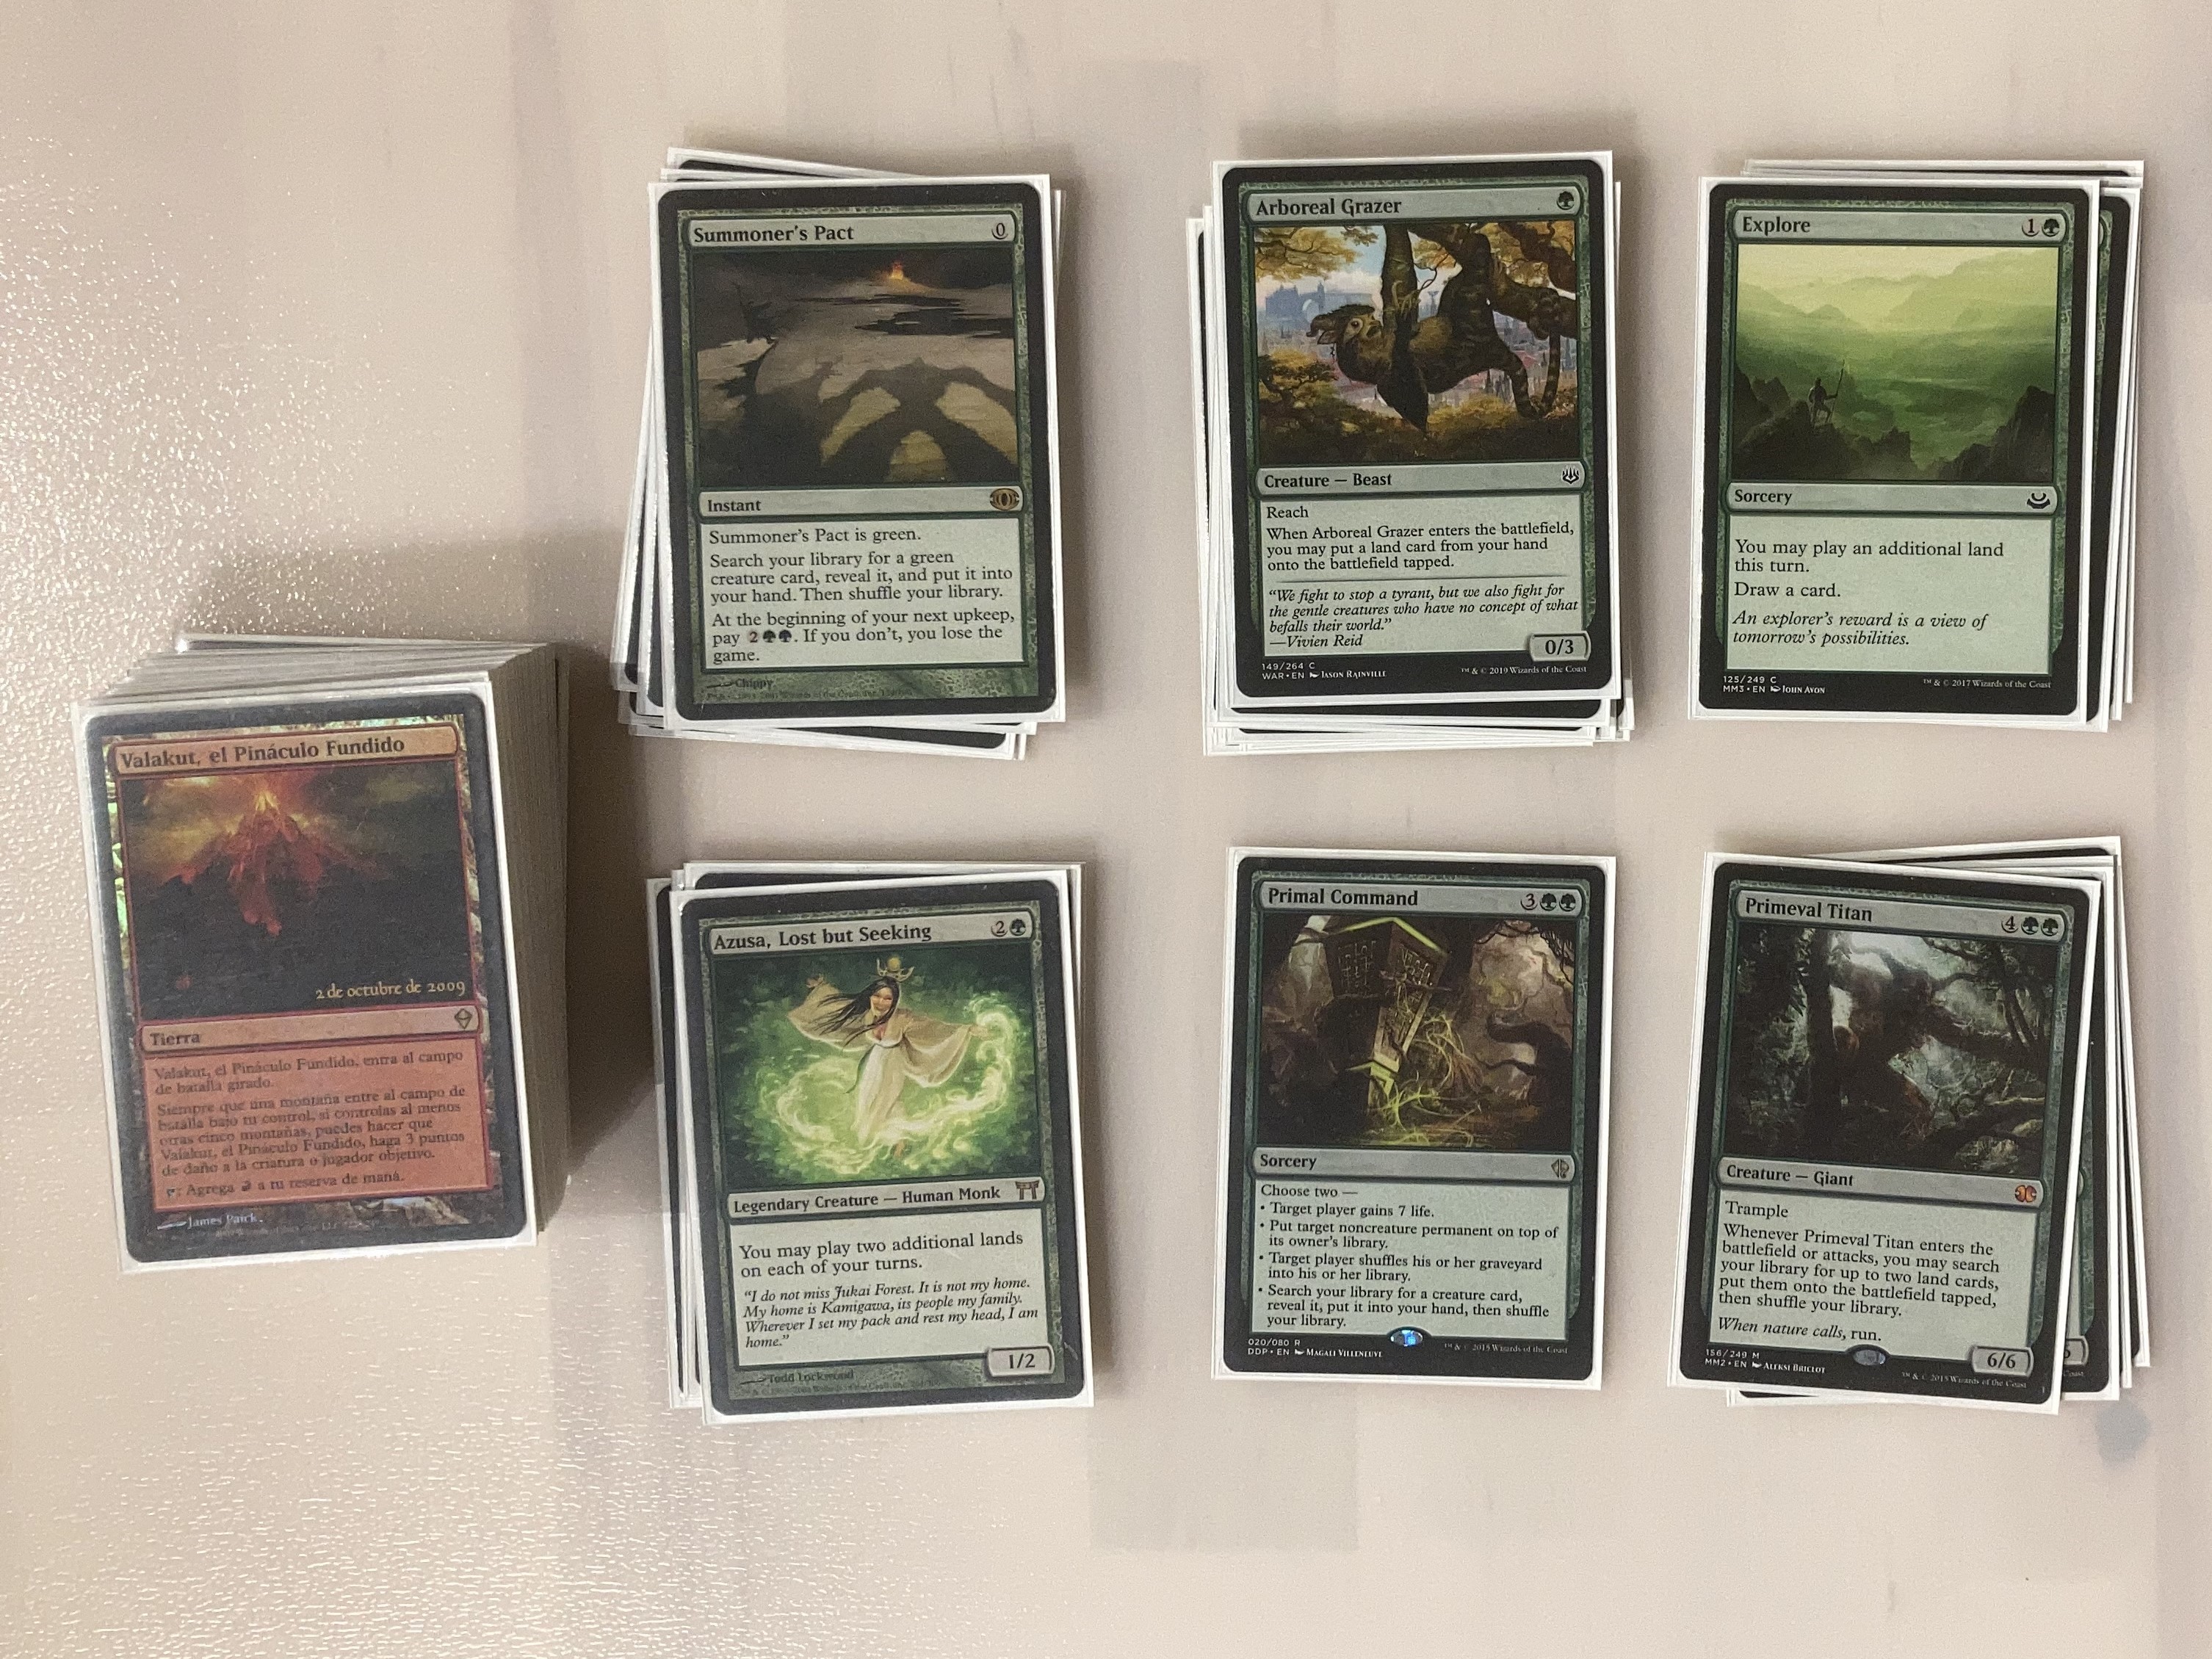 Summoner's Pact 0
Instant
Summoner's Pact is green.
Search your library for a green
creature card, reveal it, and put it into
your hand. Then shuffle your library.
At the beginning of your next upkeep,
pay 2. If you don't, you lose the
game.
Chippy
Arboreal Grazer
Creature — Beast
Reach
When Arboreal Grazer enters the battlefield,
you may put a land card from your hand
onto the battlefield tapped.
"We fight to stop a tyrant, but we also fight for
the gentle creatures who have no concept of what
befalls their world."
—Vivien Reid
0/3
149/264 C
WAR • EN Jason Rainville
™ & © 2019 Wizards of the Coast
Explore 1
Sorcery
You may play an additional land
this turn.
Draw a card.
An explorer's reward is a view of
tomorrow's possibilities.
125/249 C
MM3 • EN John Avon
™ & © 2017 Wizards of the Coast
Valakut, el Pináculo Fundido
2 de octubre de 2009
Tierra
Valakut, el Pináculo Fundido, entra al campo
de batalla girado.
Siempre que una montaña entre al campo de
batalla bajo tu control, si controlas al menos
otras cinco montañas, puedes hacer que
Valakut, el Pináculo Fundido, haga 3 puntos
de daño a la criatura o jugador objetivo.
: Agrega a tu reserva de maná.
James Paick
Azusa, Lost but Seeking 2
Legendary Creature — Human Monk
You may play two additional lands
on each of your turns.
"I do not miss Jukai Forest. It is not my home.
My home is Kamigawa, its people my family.
Wherever I set my pack and rest my head, I am
home."
1/2
Todd Lockwood
Primal Command 3
Sorcery
Choose two —
• Target player gains 7 life.
• Put target noncreature permanent on top of
its owner's library.
• Target player shuffles his or her graveyard
into his or her library.
• Search your library for a creature card,
reveal it, put it into your hand, then shuffle
your library.
020/080 R
DDP • EN Magali Villeneuve
™ & © 2015 Wizards of the Coast
Primeval Titan 4
Creature — Giant
Trample
Whenever Primeval Titan enters the
battlefield or attacks, you may search
your library for up to two land cards,
put them onto the battlefield tapped,
then shuffle your library.
When nature calls, run.
6/6
156/249 M
MM2 • EN Aleksi Briclot
™ & © 2015 Wizards of the Coast